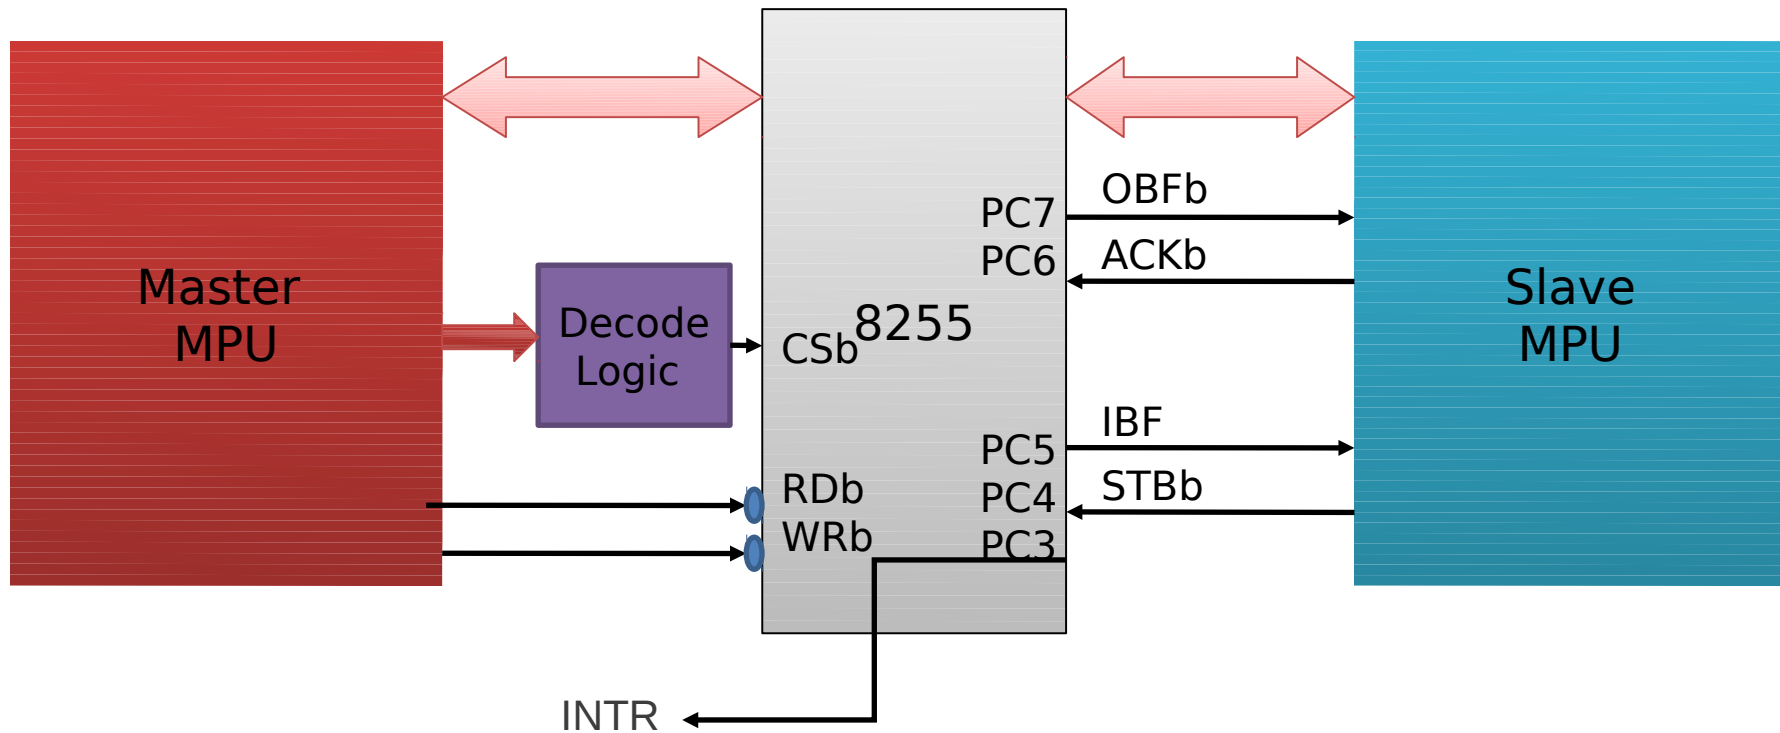 Master
MPU
Decode
Logic
8255
CSb
RDb
WRb
PC7
PC6
PC5
PC4
PC3
OBFb
ACKb
IBF
STBb
Slave
MPU
INTR